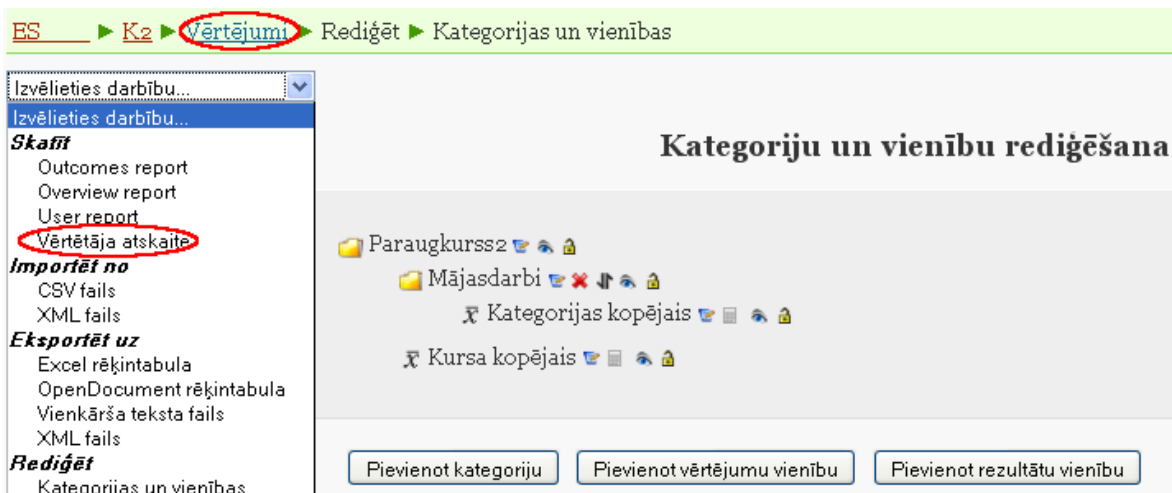 ES ► K2 ► Vērtējumi ► Rediģēt ► Kategorijas un vienības
Izvēlieties darbību...
Izvēlieties darbību...
Skatīt
Outcomes report
Overview report
User report
Vērtētāja atskaite
Importēt no
CSV fails
XML fails
Eksportēt uz
Excel rēķintabula
OpenDocument rēķintabula
Vienkārša teksta fails
XML fails
Rediģēt
Kategorijas un vienības
Kategoriju un vienību rediģēšana
Paraugkurss2
Mājasdarbi
x̅ Kategorijas kopējais
x̅ Kursa kopējais
Pievienot kategoriju Pievienot vērtējumu vienību Pievienot rezultātu vienību